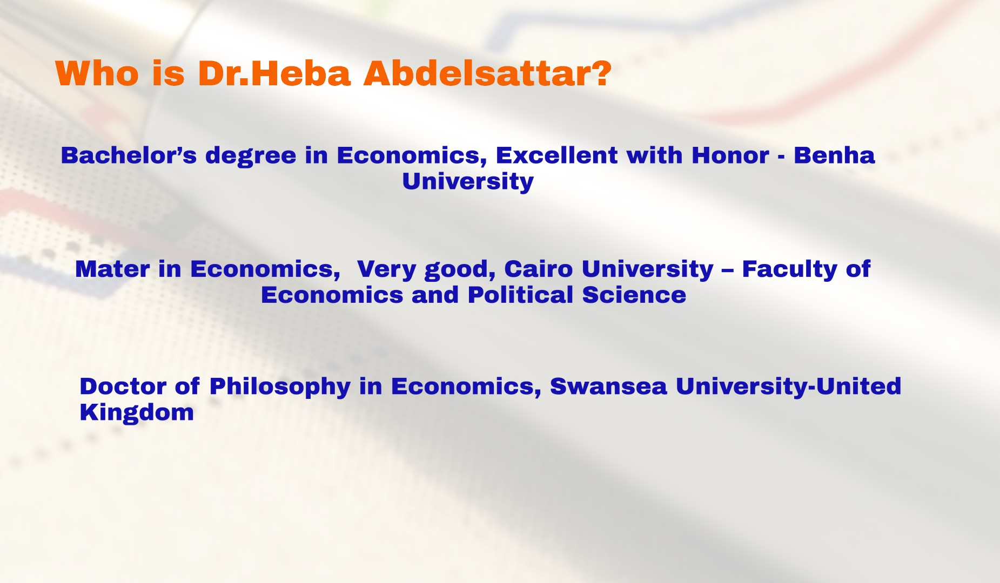 Who is Dr.Heba Abdelsattar?
Bachelor’s degree in Economics, Excellent with Honor - Benha
University
Mater in Economics,  Very good, Cairo University – Faculty of
Economics and Political Science
Doctor of Philosophy in Economics, Swansea University-United
Kingdom